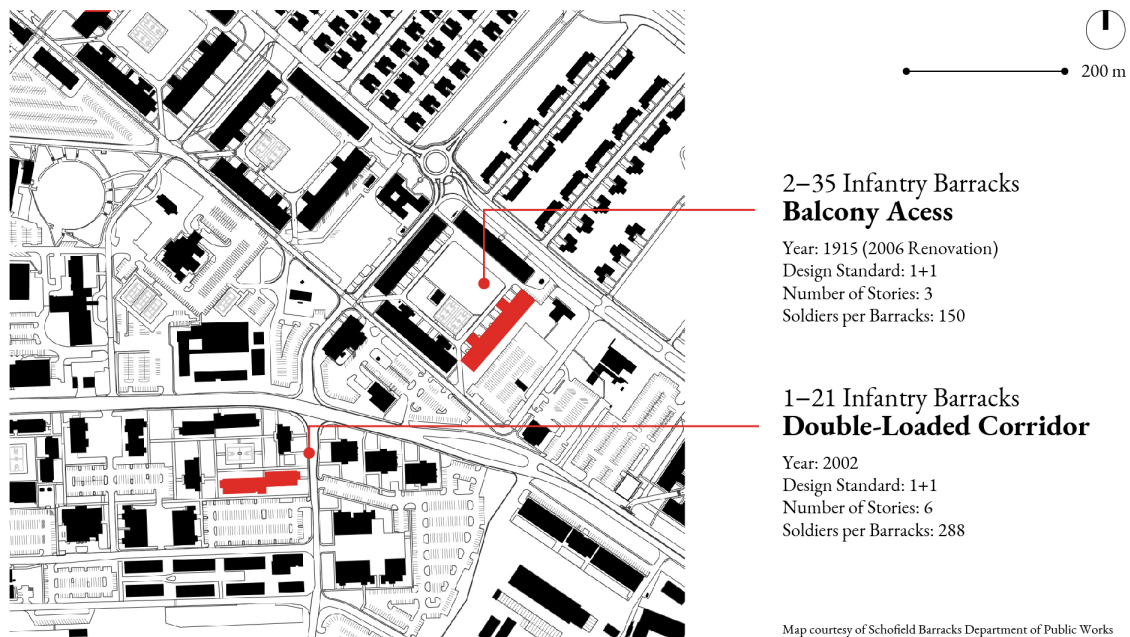 200 m
2–35 Infantry Barracks
Balcony Acess
Year: 1915 (2006 Renovation)
Design Standard: 1+1
Number of Stories: 3
Soldiers per Barracks: 150
1–21 Infantry Barracks
Double-Loaded Corridor
Year: 2002
Design Standard: 1+1
Number of Stories: 6
Soldiers per Barracks: 288
Map courtesy of Schofield Barracks Department of Public Works